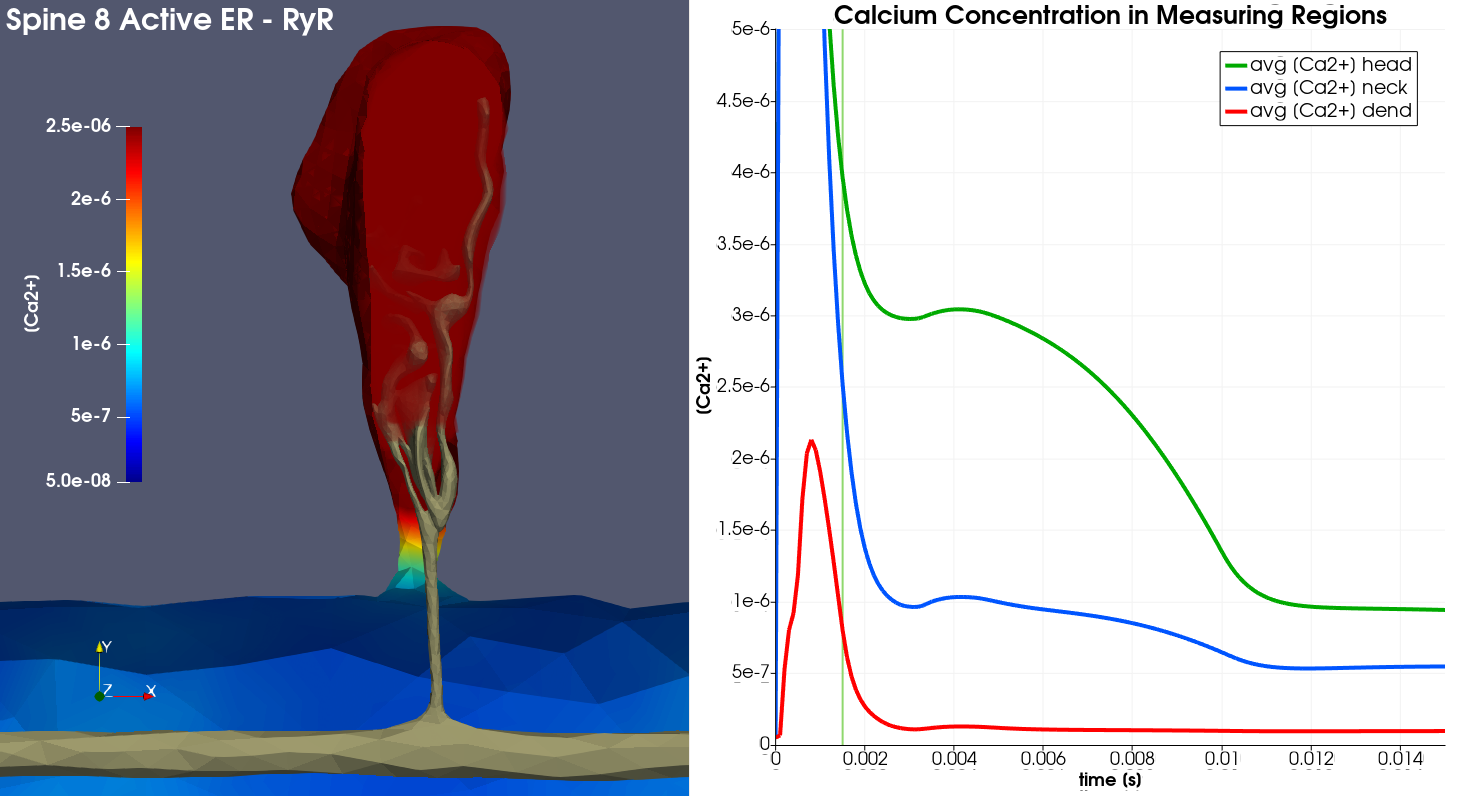 Spine 8 Active ER - RyR
2.5e-06
2e-6
1.5e-6
1e-6
5e-7
5.0e-08
(Ca2+)
Y
Z
X
Calcium Concentration in Measuring Regions
avg (Ca2+) head
avg (Ca2+) neck
avg (Ca2+) dend
5e-6
4.5e-6
4e-6
3.5e-6
3e-6
2.5e-6
2e-6
1.5e-6
1e-6
5e-7
0
(Ca2+)
0 0.002 0.004 0.006 0.008 0.01 0.012 0.014
time (s)